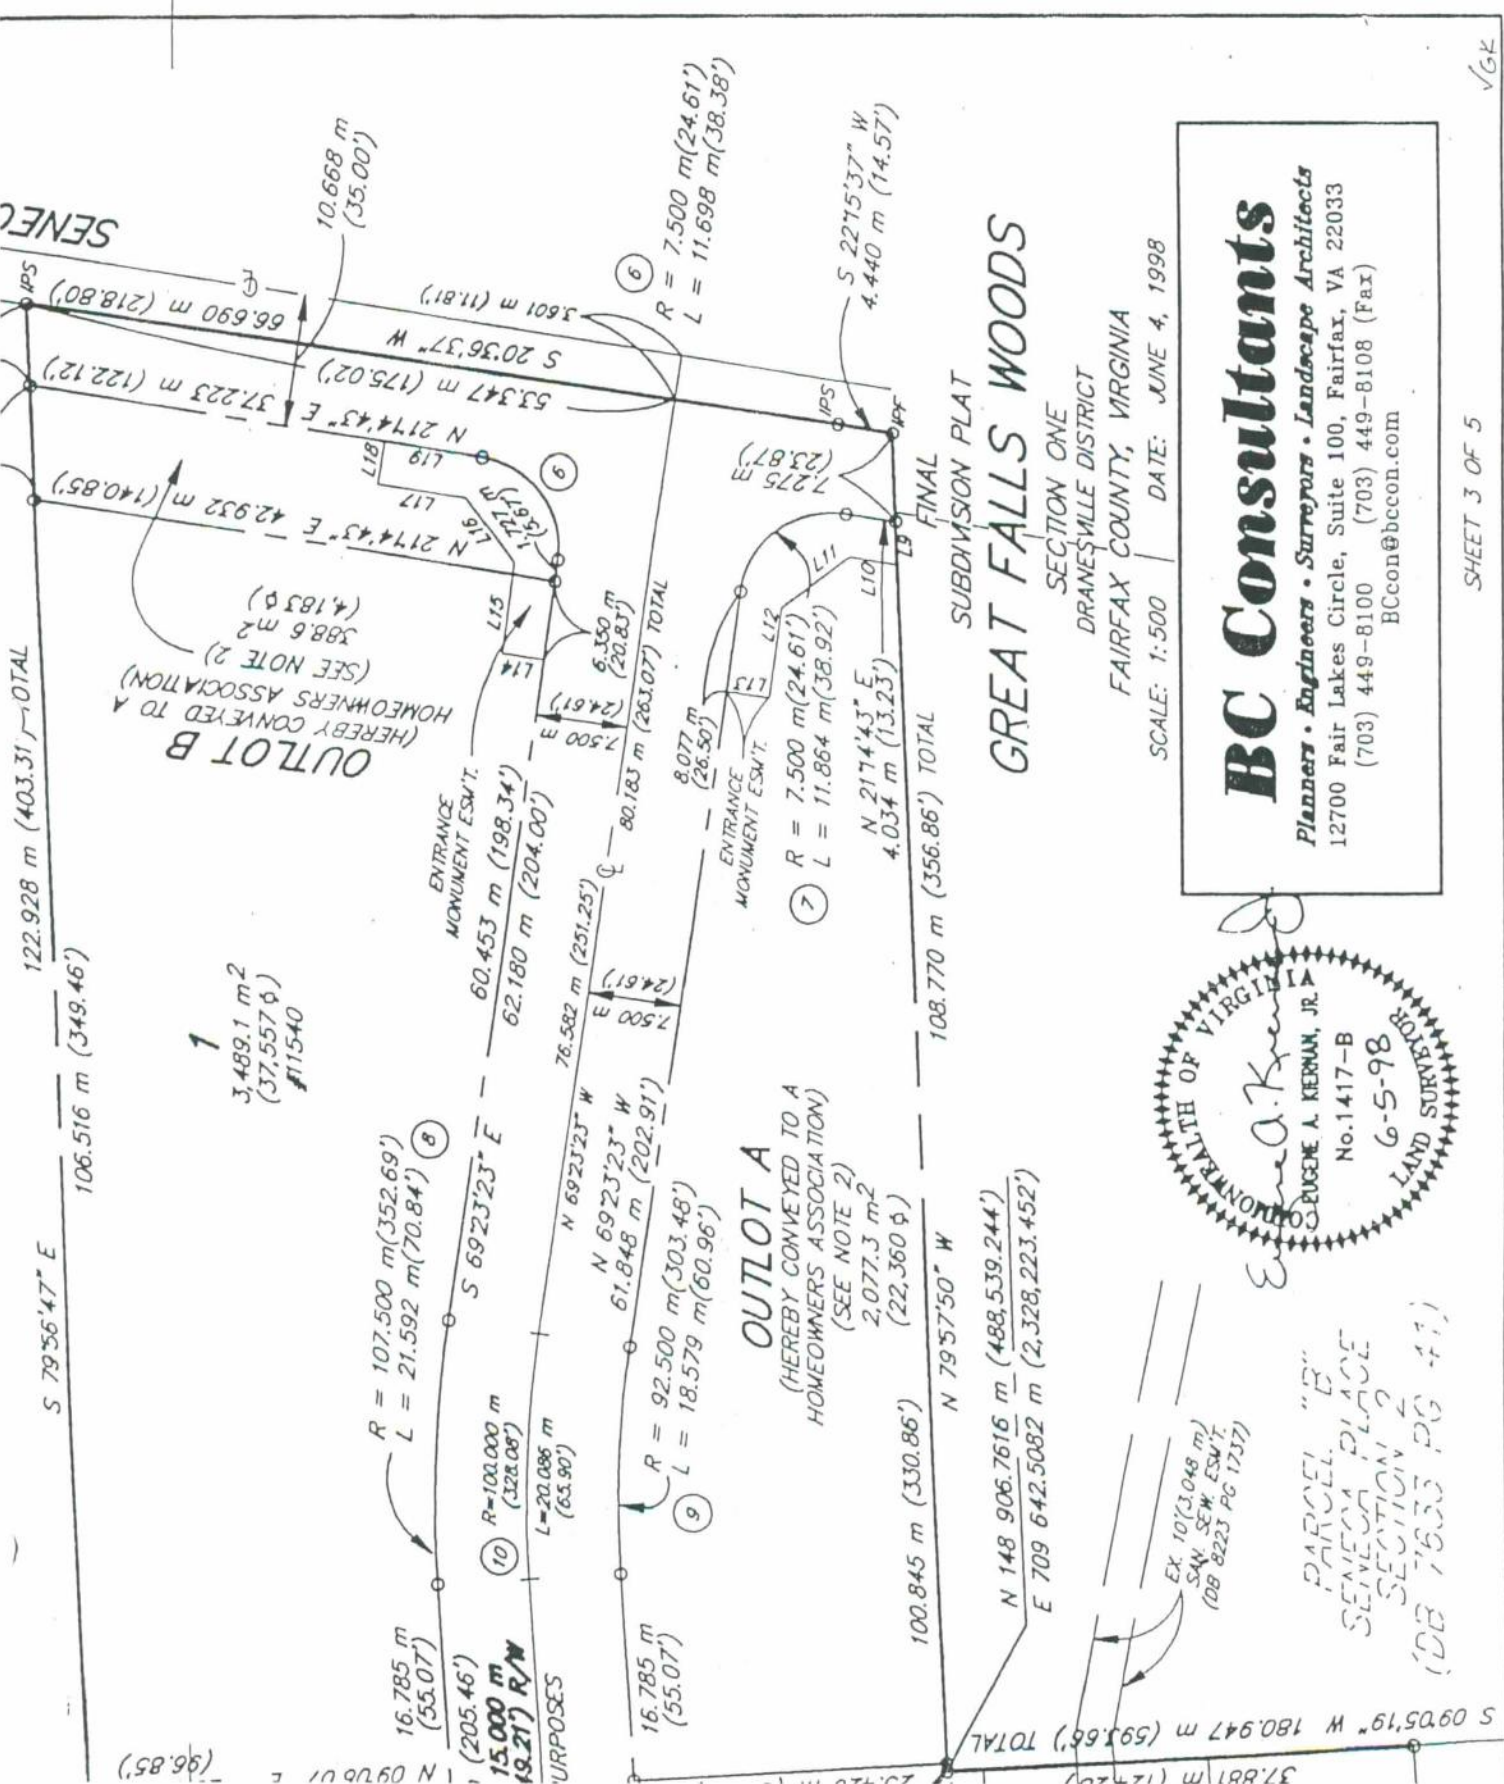 SENEC
IPS
10.668 m
(35.00')
66.690 m (218.80')
S 20°36'37" W
53.347 m (175.02')
3.601 m (11.81')
6
R = 7.500 m(24.61')
L = 11.698 m(38.38')
S 22°15'37" W
4.440 m (14.57')
IPS
IPF
7.275 m
(23.87')
37.223 m (122.12')
N 21°14'43" E
L18
L19
L17
L16
6
1.727 m
(5.67')
42.932 m (140.85')
N 21°14'43" E
L15
L14
6.350 m
(20.83')
OUTLOT B
(HEREBY CONVEYED TO A
HOMEOWNERS ASSOCIATION)
(SEE NOTE 2)
388.6 m2
(4,183 ¢)
122.928 m (403.31') TOTAL
S 79°56'47" E
106.516 m (349.46')
1
3,489.1 m2
(37,557 ¢)
#11540
ENTRANCE
MONUMENT ESM'T.
60.453 m (198.34')
62.180 m (204.00')
S 69°23'23" E
7.500 m
(24.61')
80.183 m (263.07') TOTAL
76.582 m (251.25')
N 69°23'23" W
7.500 m
(24.61')
N 69°23'23" W
61.848 m (202.91')
8.077 m
(26.50')
ENTRANCE
MONUMENT ESM'T.
L13
L12
L11
L10
L9
7
R = 7.500 m(24.61')
L = 11.864 m(38.92')
N 21°14'43" E
4.034 m (13.23')
R = 107.500 m(352.69')
L = 21.592 m(70.84')
8
10
R=100.000 m
(328.08')
L=20.086 m
(65.90')
R = 92.500 m(303.48')
L = 18.579 m(60.96')
9
16.785 m
(55.07')
(205.46')
15.000 m
49.21') R/W
URPOSES
16.785 m
(55.07')
(96.85')
OUTLOT A
(HEREBY CONVEYED TO A
HOMEOWNERS ASSOCIATION)
(SEE NOTE 2)
2,077.3 m2
(22,360 ¢)
108.770 m (356.86') TOTAL
N 79°57'50" W
100.845 m (330.86')
N 148 906.7616 m (488,539.244')
E 709 642.5082 m (2,328,223.452')
EX. 10'(3.048 m)
SAN. SEW. ESM'T.
(DB 8223 PG 1737)
PARCEL "B"
SENECA PLACE
SECTION 2
(DB 7633 PG 41)
S 09°05'19" W 180.947 m (593.66') TOTAL
FINAL
SUBDIVISION PLAT
GREAT FALLS WOODS
SECTION ONE
DRANESVILLE DISTRICT
FAIRFAX COUNTY, VIRGINIA
SCALE: 1:500 DATE: JUNE 4, 1998
BC Consultants
Planners • Engineers • Surveyors • Landscape Architects
12700 Fair Lakes Circle, Suite 100, Fairfax, VA 22033
(703) 449-8100 (703) 449-8108 (Fax)
BCcon@bccon.com
COMMONWEALTH OF VIRGINIA
Eugene A. Kiernan Jr
EUGENE A. KIERNAN, JR.
No.1417-B
6-5-98
LAND SURVEYOR
SHEET 3 OF 5
√GK